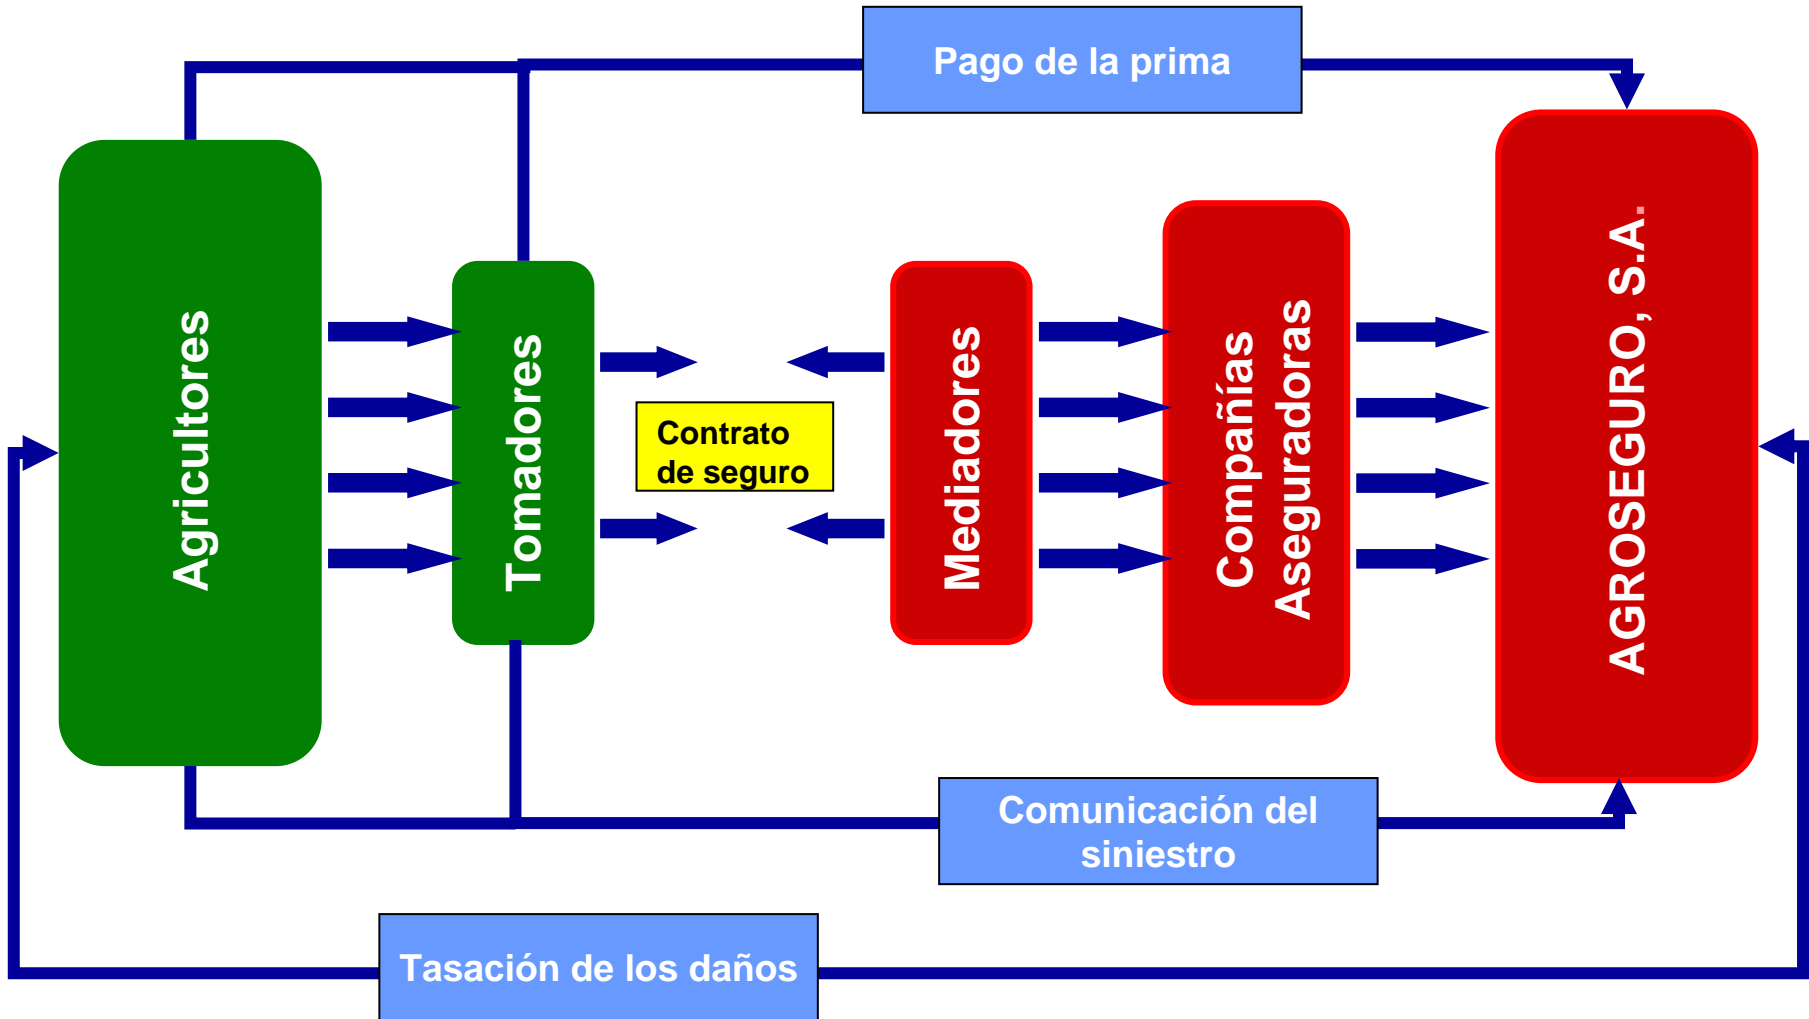 Pago de la prima
Agricultores
Tomadores
Contrato
de seguro
Mediadores
Compañías
Aseguradoras
AGROSEGURO, S.A.
Comunicación del
siniestro
Tasación de los daños